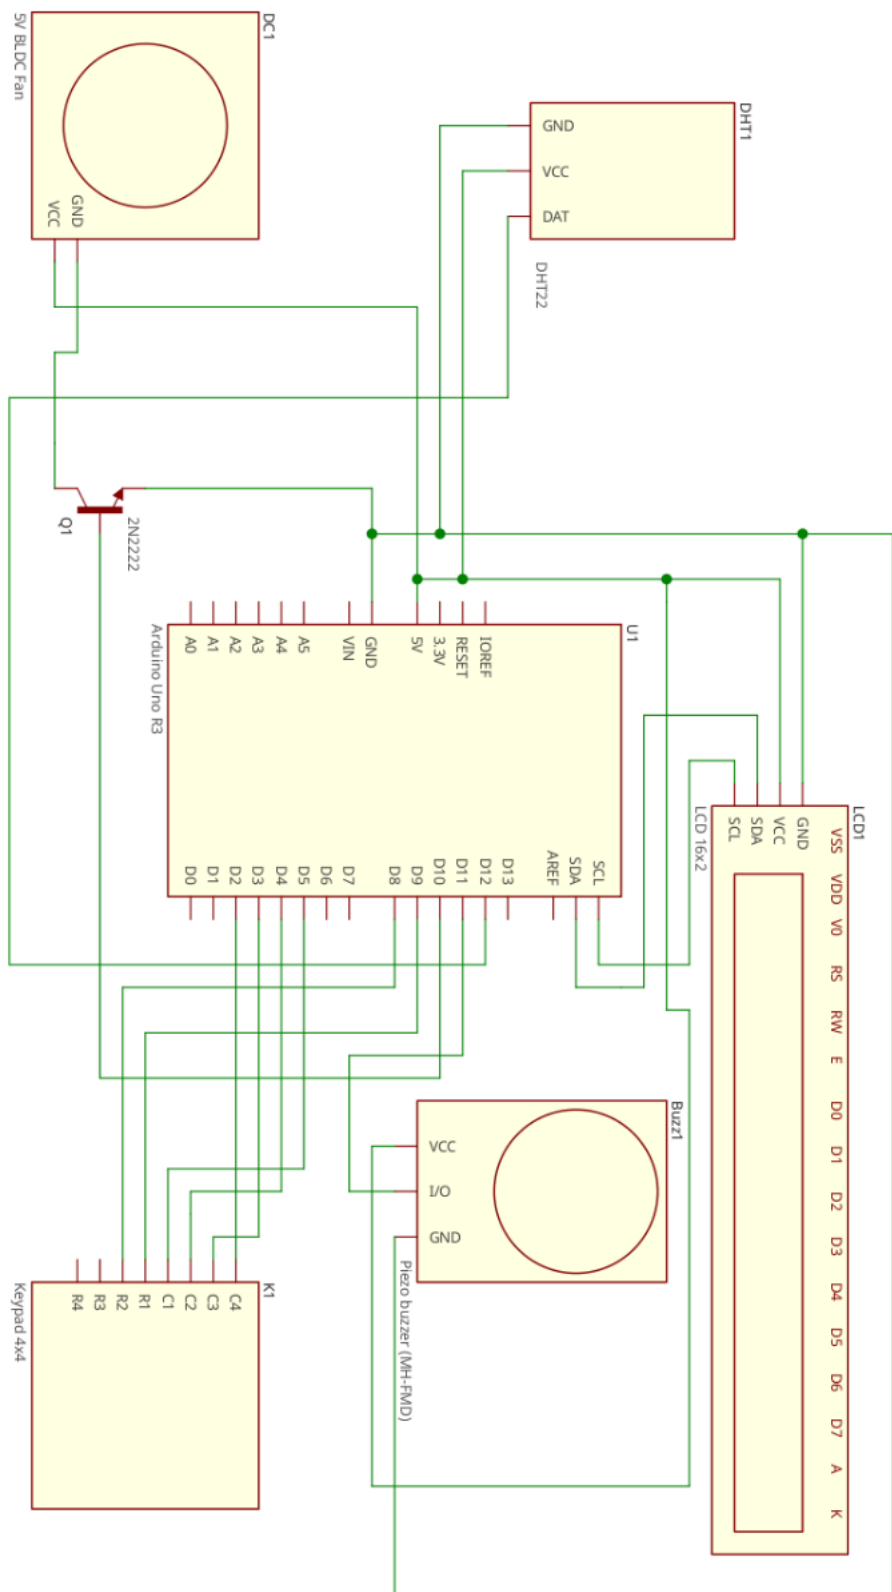 DC1
5V BLDC Fan
VCC
GND
DHT1
GND
VCC
DAT
DHT22
2N2222
Q1
U1
IOREF
RESET
3.3V
5V
GND
VIN
A5
A4
A3
A2
A1
A0
Arduino Uno R3
SCL
SDA
AREF
D13
D12
D11
D10
D9
D8
D7
D6
D5
D4
D3
D2
D1
D0
LCD1
LCD 16x2
GND
VCC
SDA
SCL
VSS
VDD
V0
RS
RW
E
D0
D1
D2
D3
D4
D5
D6
D7
A
K
Buzz1
VCC
I/O
GND
Piezo buzzer (MH-FMD)
K1
C4
C3
C2
C1
R1
R2
R3
R4
Keypad 4x4